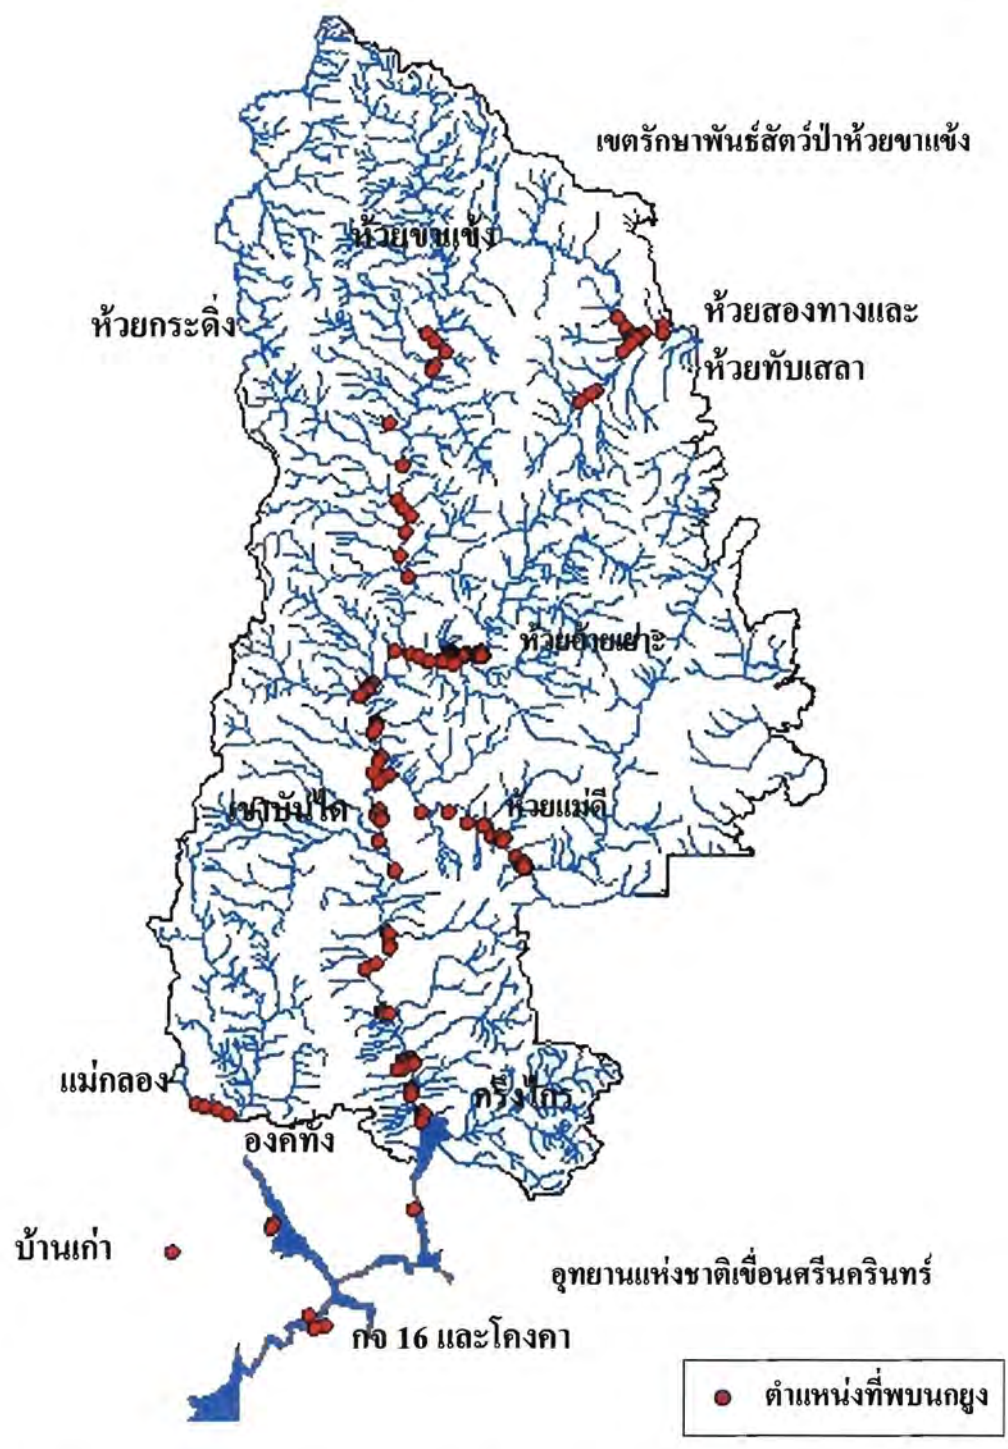 เขตรักษาพันธ์สัตว์ป่าห้วยขาแข้ง
ห้วยขาแข้ง
ห้วยกระดิ่ง
ห้วยสองทางและ
ห้วยทับเสลา
ห้วยอ้ายเยาะ
เขาบันได
ห้วยแม่ดี
แม่กลอง
กรึงไกร
องค์ทั่ง
บ้านเก่า
อุทยานแห่งชาติเขื่อนศรีนครินทร์
กจ 16 และโคงคา
ตำแหน่งที่พบนกยูง